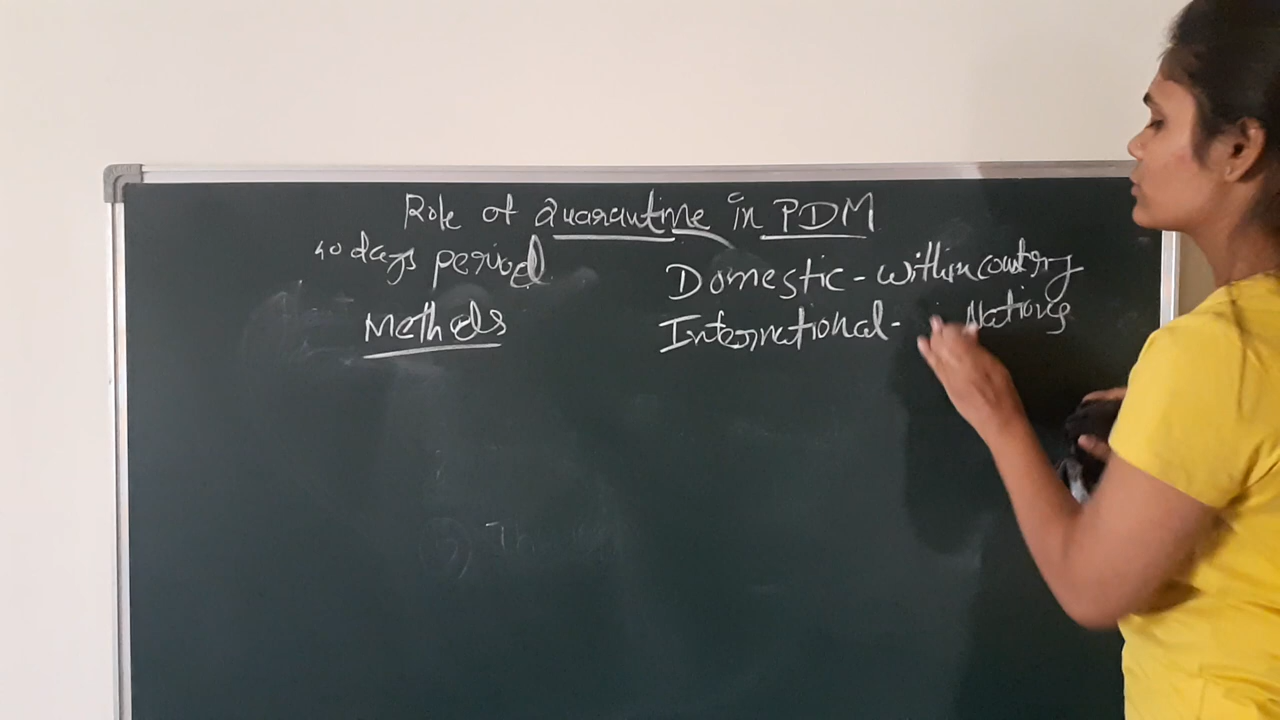 Role of Quarantine in PDM
40 days period
Domestic - within country
Methods
International - Nations